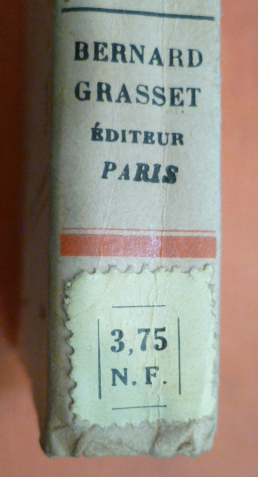 BERNARD
GRASSET
ÉDITEUR
PARIS
3,75
N. F.